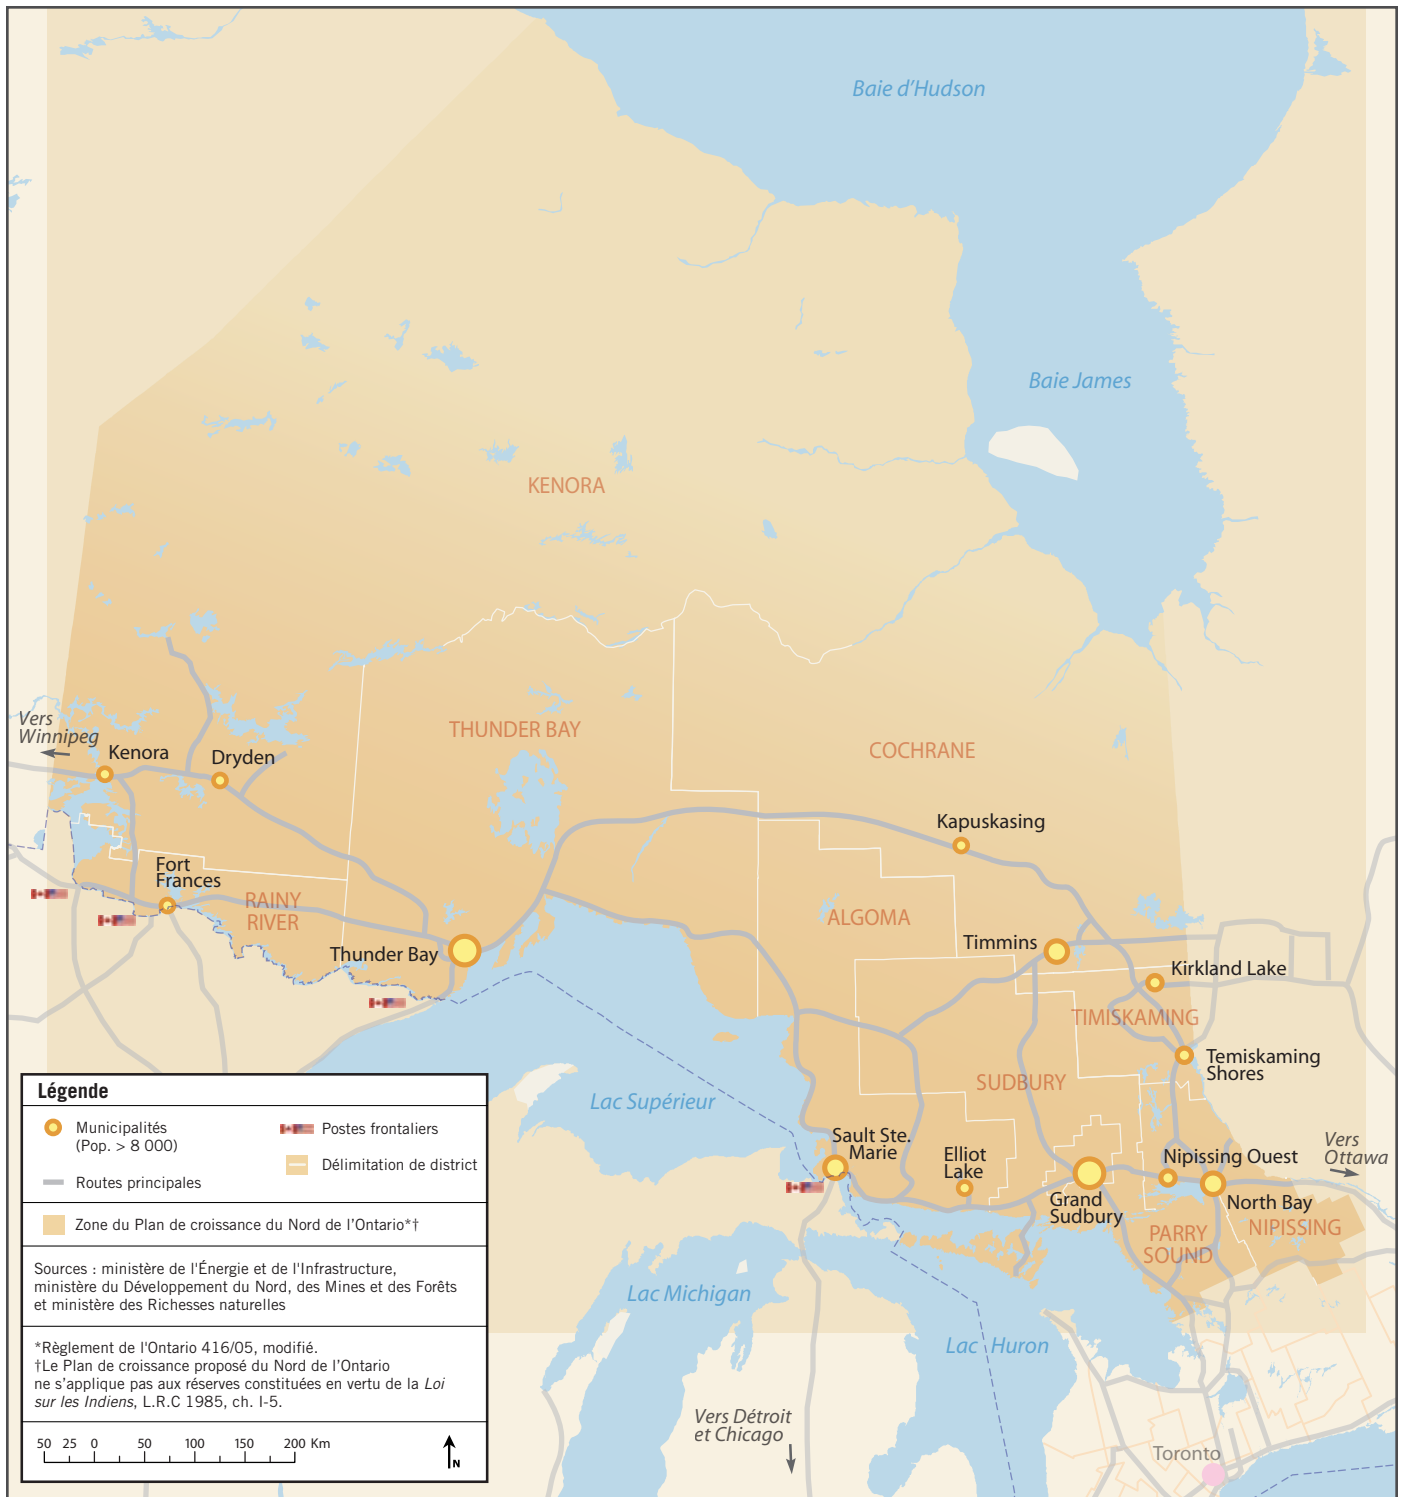 Baie d'Hudson
Baie James
KENORA
Vers
Winnipeg
Kenora
Dryden
THUNDER BAY
COCHRANE
Kapuskasing
Fort
Frances
RAINY
RIVER
ALGOMA
Thunder Bay
Timmins
Kirkland Lake
TIMISKAMING
Temiskaming
Shores
SUDBURY
Lac Supérieur
Sault Ste.
Marie
Elliot
Lake
Nipissing Ouest
Vers
Ottawa
Grand
Sudbury
North Bay
PARRY
SOUND
NIPISSING
Lac Michigan
Lac Huron
Vers Détroit
et Chicago
Toronto
Légende
Municipalités
(Pop. > 8 000)
Postes frontaliers
Délimitation de district
Routes principales
Zone du Plan de croissance du Nord de l'Ontario*†
Sources : ministère de l'Énergie et de l'Infrastructure,
ministère du Développement du Nord, des Mines et des Forêts
et ministère des Richesses naturelles
*Règlement de l'Ontario 416/05, modifié.
†Le Plan de croissance proposé du Nord de l'Ontario
ne s'applique pas aux réserves constituées en vertu de la Loi
sur les Indiens, L.R.C 1985, ch. I-5.
50 25 0 50 100 150 200 Km
N